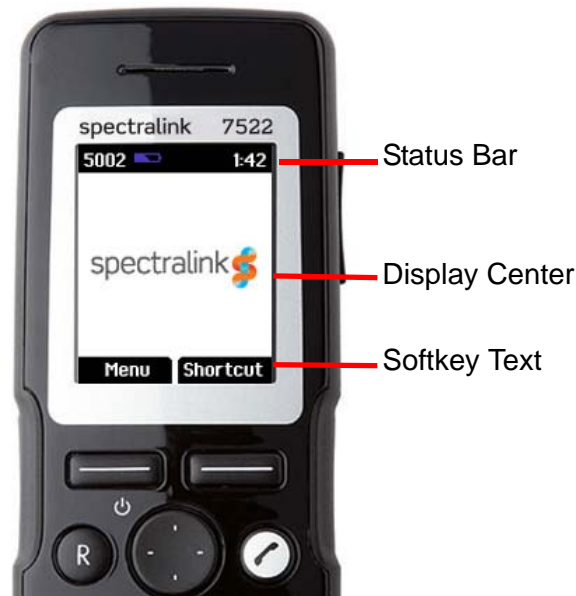 spectralink 7522
5002 1:42
Status Bar
spectralink
Display Center
Menu Shortcut
Softkey Text
R